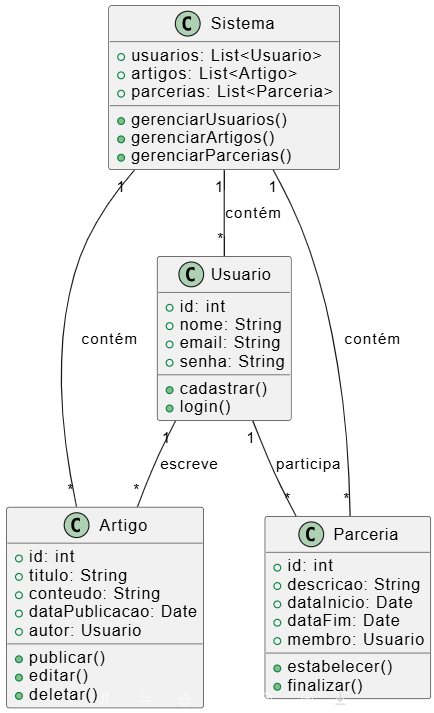 C Sistema
usuarios: List<Usuario>
artigos: List<Artigo>
parcerias: List<Parceria>
gerenciarUsuarios()
gerenciarArtigos()
gerenciarParcerias()
1 1 1
contém
*
C Usuario
id: int
nome: String
email: String
senha: String
cadastrar()
login()
contém
contém
1 1
escreve
participa
* * * *
C Artigo
id: int
titulo: String
conteudo: String
dataPublicacao: Date
autor: Usuario
publicar()
editar()
deletar()
C Parceria
id: int
descricao: String
dataInicio: Date
dataFim: Date
membro: Usuario
estabelecer()
finalizar()